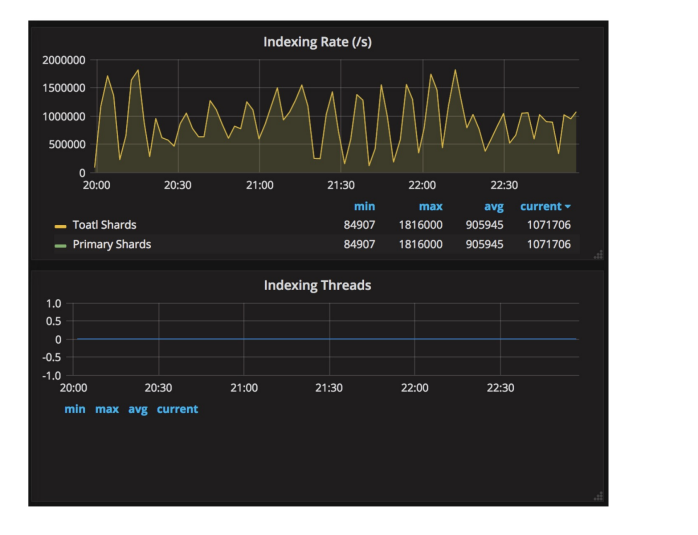 Indexing Rate (/s)
2000000
1500000
1000000
500000
0
20:00 20:30 21:00 21:30 22:00 22:30
min max avg current
Toatl Shards 84907 1816000 905945 1071706
Primary Shards 84907 1816000 905945 1071706
Indexing Threads
1.0
0.5
0
-0.5
-1.0
20:00 20:30 21:00 21:30 22:00 22:30
min max avg current